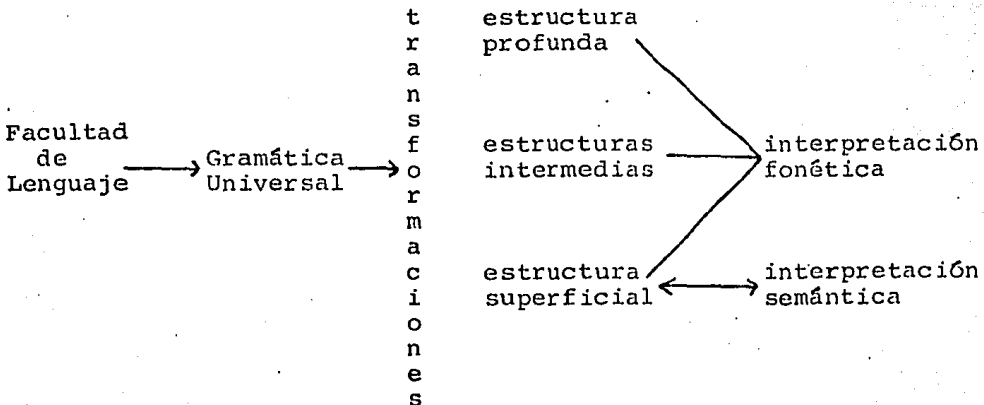 Facultad
de
Lenguaje
Gramática
Universal
transformaciones
estructura
profunda
estructuras
intermedias
estructura
superficial
interpretación
fonética
interpretación
semántica